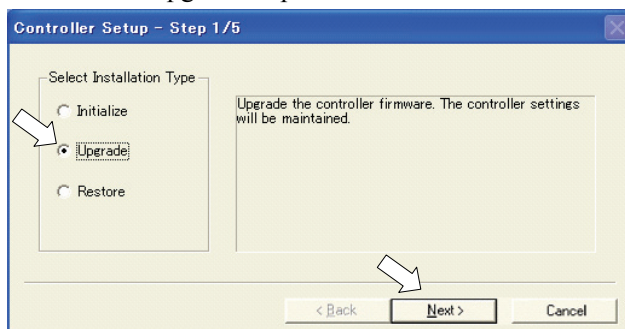 Controller Setup - Step 1/5
Select Installation Type
Initialize
Upgrade
Restore
Upgrade the controller firmware. The controller settings
will be maintained.
< Back
Next >
Cancel